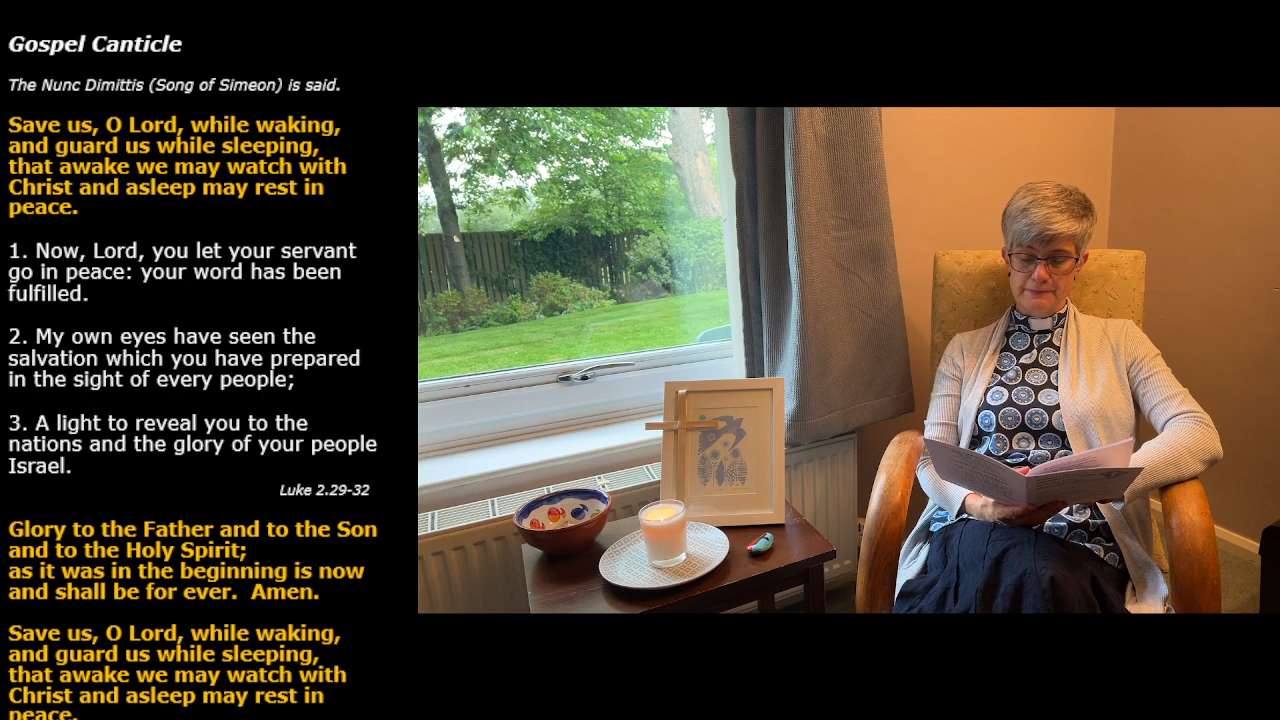 Gospel Canticle
The Nunc Dimittis (Song of Simeon) is said.
Save us, O Lord, while waking,
and guard us while sleeping,
that awake we may watch with
Christ and asleep may rest in
peace.
1. Now, Lord, you let your servant
go in peace: your word has been
fulfilled.
2. My own eyes have seen the
salvation which you have prepared
in the sight of every people;
3. A light to reveal you to the
nations and the glory of your people
Israel.
Luke 2.29-32
Glory to the Father and to the Son
and to the Holy Spirit;
as it was in the beginning is now
and shall be for ever.  Amen.
Save us, O Lord, while waking,
and guard us while sleeping,
that awake we may watch with
Christ and asleep may rest in
peace.